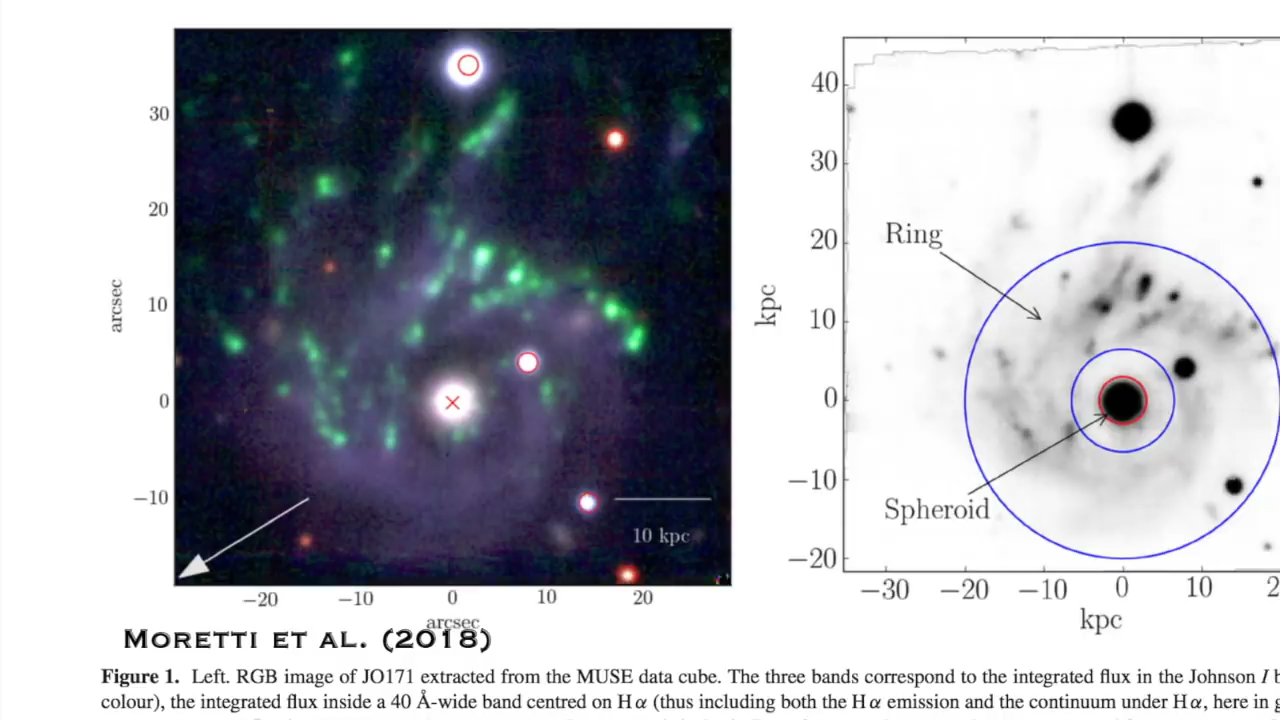 30
20
10
0
−10
arcsec
−20
−10
0
10
20
arcsec
10 kpc
40
30
20
10
0
−10
−20
kpc
−30
−20
−10
0
10
kpc
Ring
Spheroid
MORETTI ET AL. (2018)
Figure 1. Left. RGB image of JO171 extracted from the MUSE data cube. The three bands correspond to the integrated flux in the Johnson I
colour), the integrated flux inside a 40 Å-wide band centred on H α (thus including both the H α emission and the continuum under H α, here in